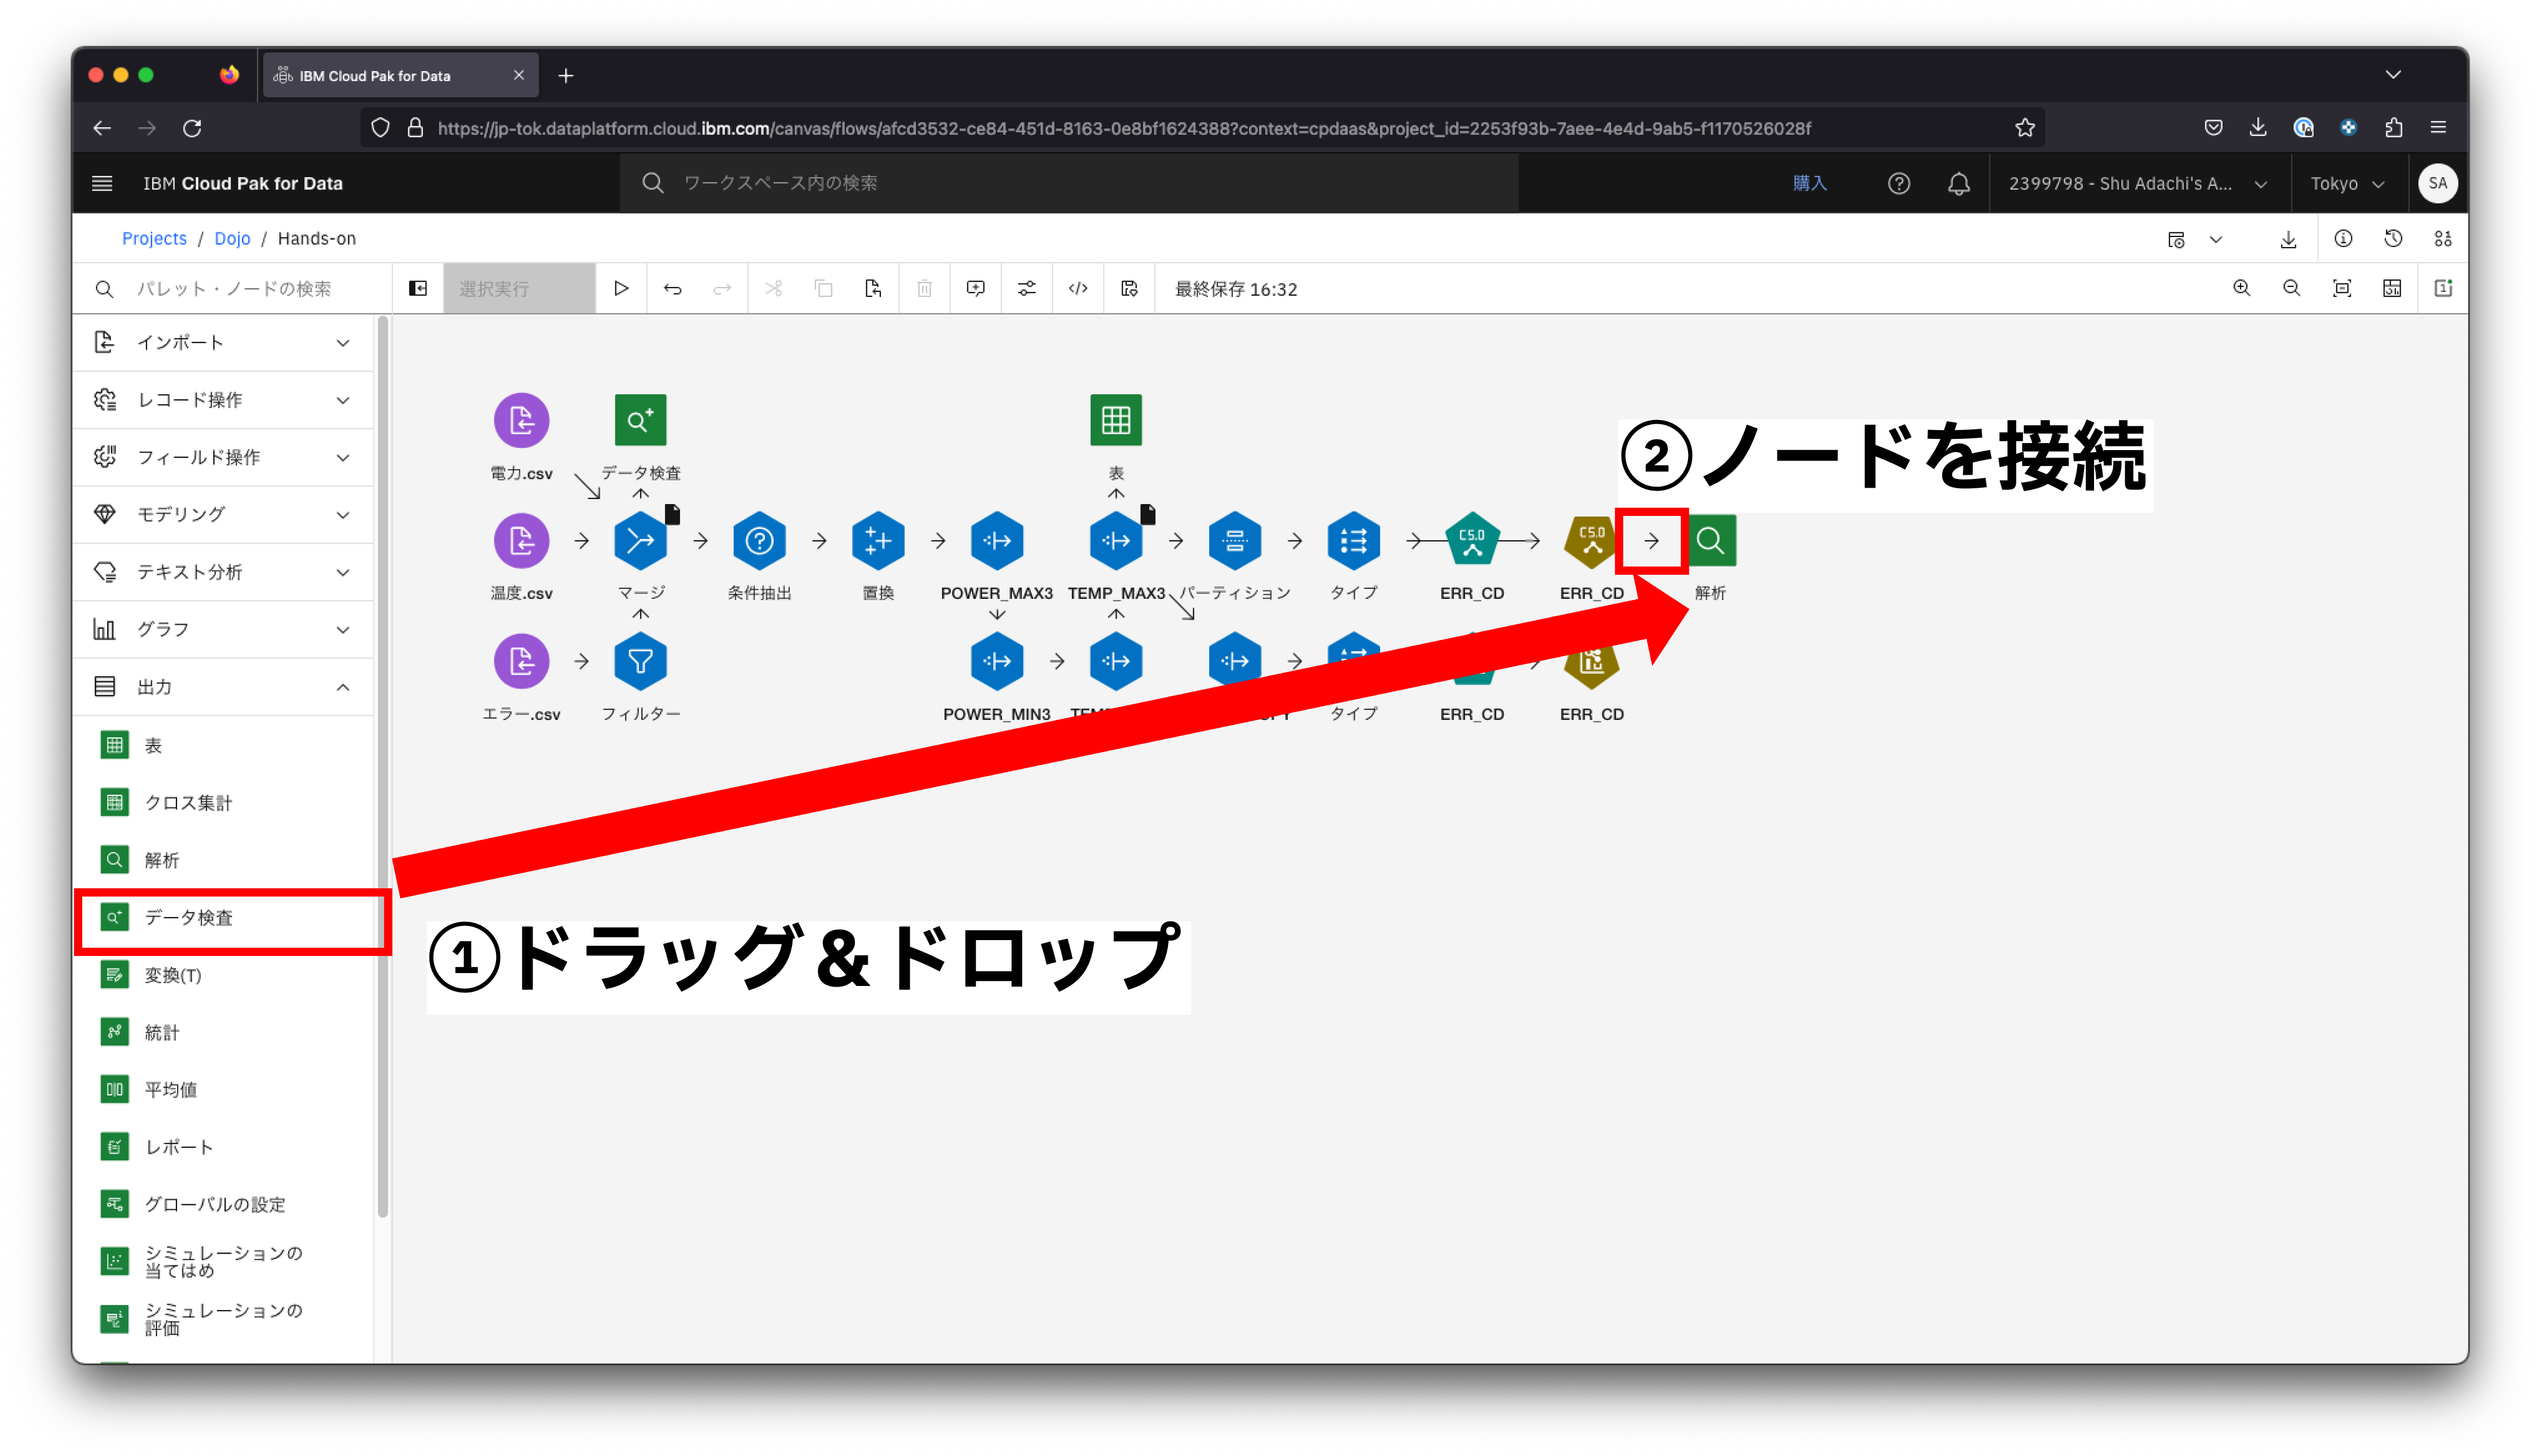 IBM Cloud Pak for Data
https://jp-tok.dataplatform.cloud.ibm.com/canvas/flows/afcd3532-ce84-451d-8163-0e8bf1624388?context=cpdaas&project_id=2253f93b-7aee-4e4d-9ab5-f1170526028f
IBM Cloud Pak for Data
ワークスペース内の検索
購入
2399798 - Shu Adachi's A...
Tokyo
SA
Projects / Dojo / Hands-on
パレット・ノードの検索
選択実行
最終保存 16:32
インポート
レコード操作
フィールド操作
モデリング
テキスト分析
グラフ
出力
表
クロス集計
解析
データ検査
変換(T)
統計
平均値
レポート
グローバルの設定
シミュレーションの
当てはめ
シミュレーションの
評価
電力.csv
データ検査
表
②ノードを接続
C5.0
C5.0
温度.csv
マージ
条件抽出
置換
POWER_MAX3
TEMP_MAX3
パーティション
タイプ
ERR_CD
ERR_CD
解析
エラー.csv
フィルター
POWER_MIN3
タイプ
ERR_CD
ERR_CD
①ドラッグ&ドロップ